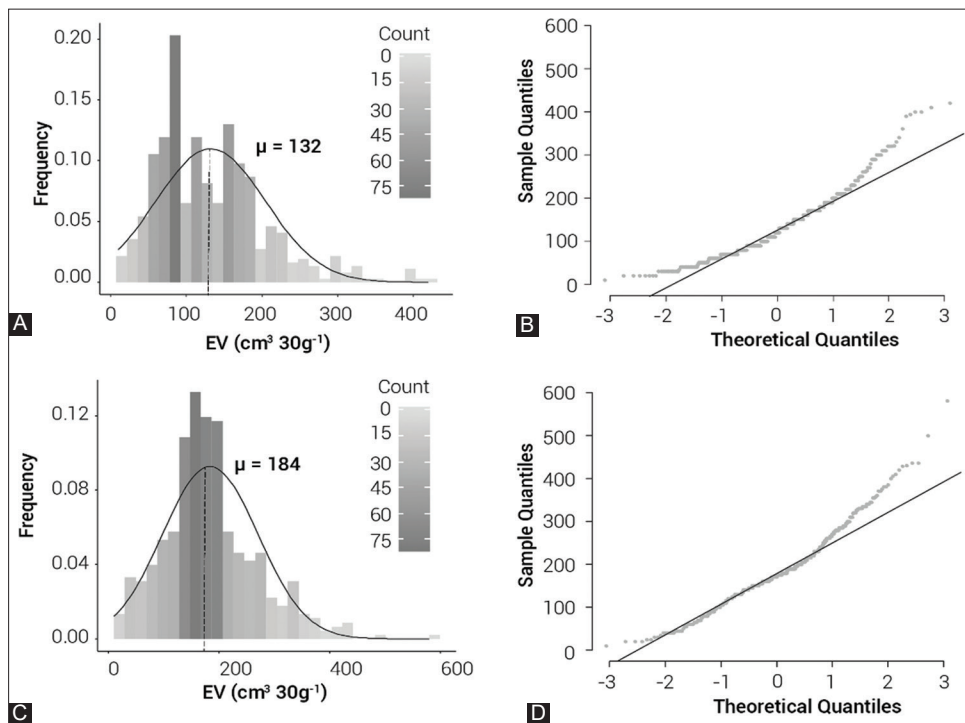 Count
0
15
30
45
60
75
0.20
0.15
0.10
0.05
0.00
Frequency
μ = 132
0 100 200 300 400
EV (cm³ 30g⁻¹)
A
600
500
400
300
200
100
0
Sample Quantiles
-3 -2 -1 0 1 2 3
Theoretical Quantiles
B
Count
0
15
30
45
60
75
0.12
0.08
0.04
0.00
Frequency
μ = 184
0 200 400 600
EV (cm³ 30g⁻¹)
C
600
500
400
300
200
100
0
Sample Quantiles
-3 -2 -1 0 1 2 3
Theoretical Quantiles
D